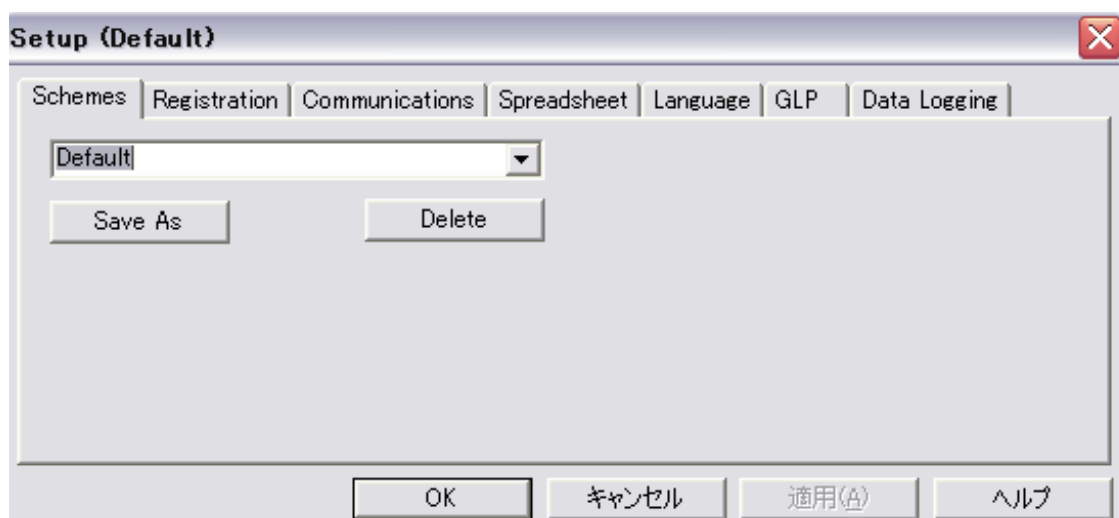 Setup (Default)
Schemes Registration Communications Spreadsheet Language GLP Data Logging
Default
Save As Delete
OK キャンセル 適用(A) ヘルプ